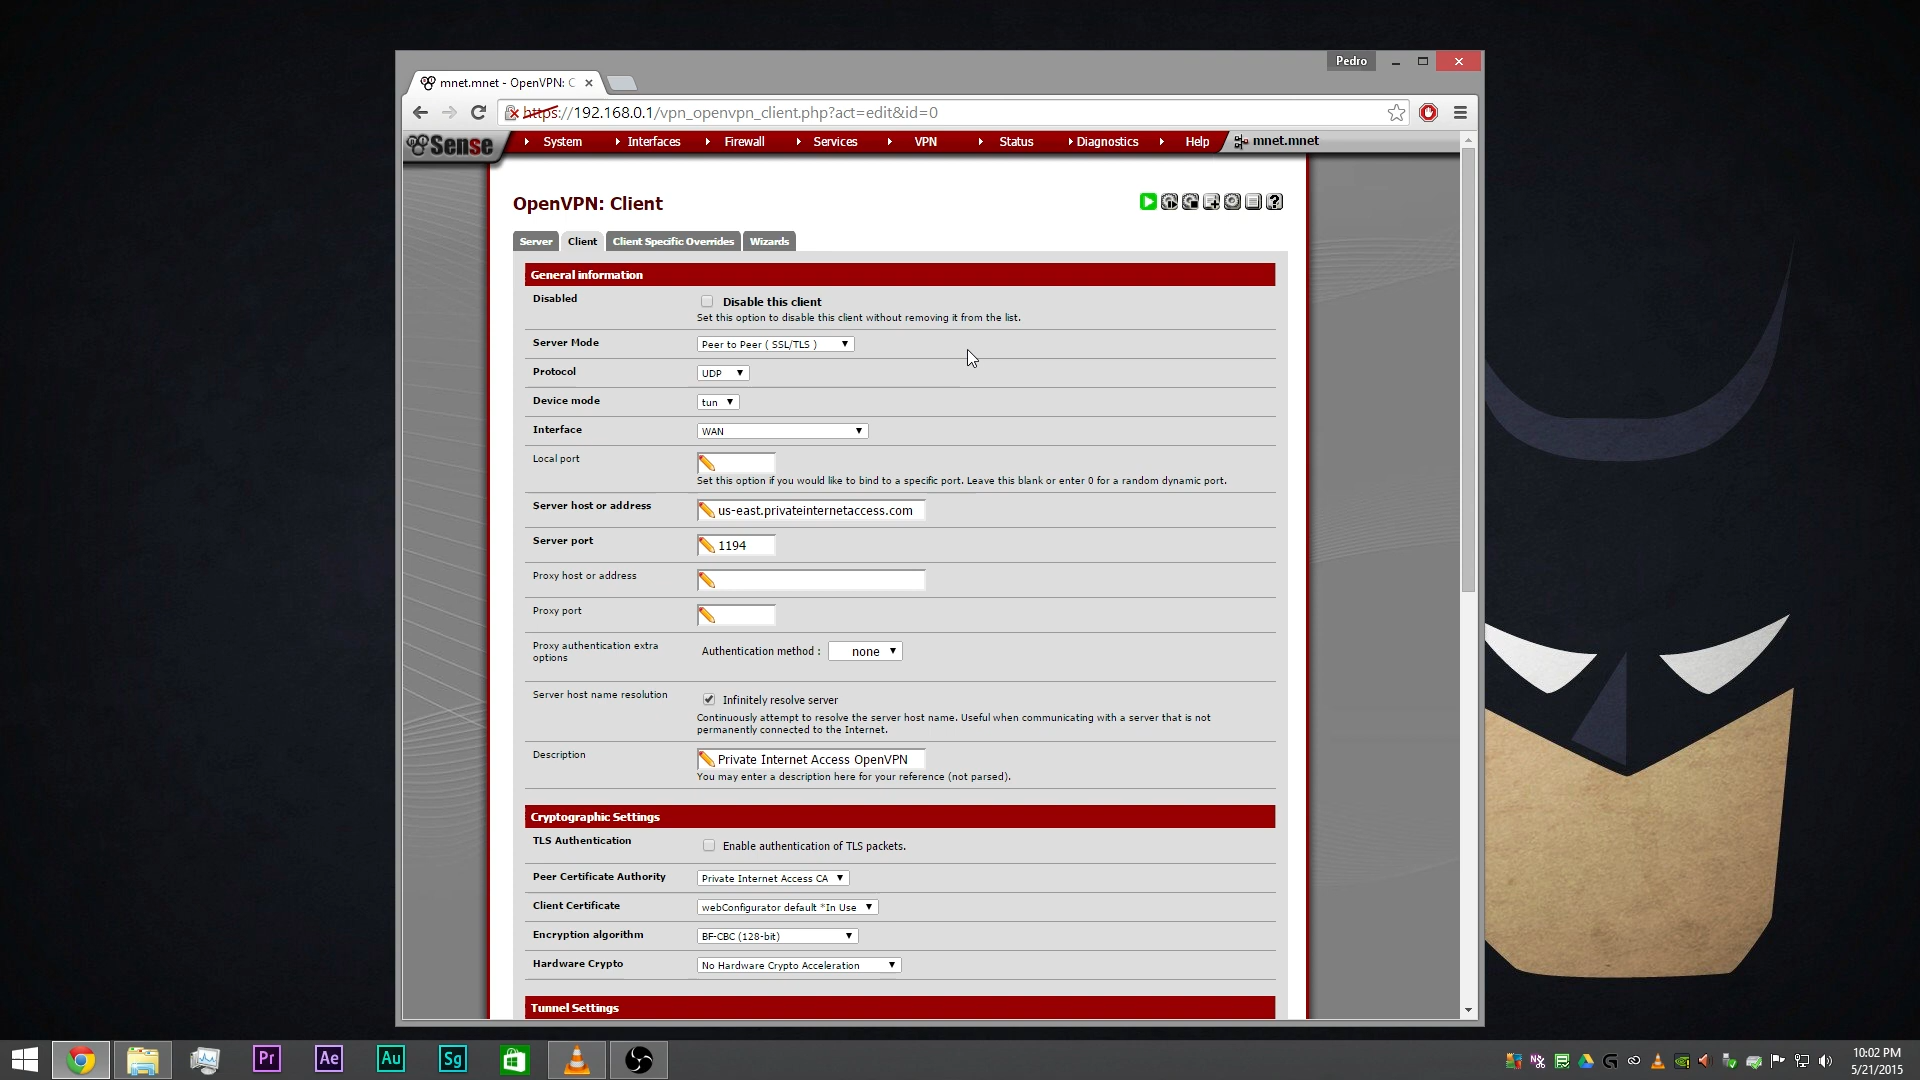 Pedro
mnet.mnet - OpenVPN: C
https://192.168.0.1/vpn_openvpn_client.php?act=edit&id=0
Sense
System Interfaces Firewall Services VPN Status Diagnostics Help mnet.mnet
OpenVPN: Client
Server Client Client Specific Overrides Wizards
General information
Disabled
Disable this client
Set this option to disable this client without removing it from the list.
Server Mode
Peer to Peer ( SSL/TLS )
Protocol
UDP
Device mode
tun
Interface
WAN
Local port
Set this option if you would like to bind to a specific port. Leave this blank or enter 0 for a random dynamic port.
Server host or address
us-east.privateinternetaccess.com
Server port
1194
Proxy host or address
Proxy port
Proxy authentication extra
options
Authentication method : none
Server host name resolution
Infinitely resolve server
Continuously attempt to resolve the server host name. Useful when communicating with a server that is not
permanently connected to the Internet.
Description
Private Internet Access OpenVPN
You may enter a description here for your reference (not parsed).
Cryptographic Settings
TLS Authentication
Enable authentication of TLS packets.
Peer Certificate Authority
Private Internet Access CA
Client Certificate
webConfigurator default *In Use
Encryption algorithm
BF-CBC (128-bit)
Hardware Crypto
No Hardware Crypto Acceleration
Tunnel Settings
Pr Ae Au Sg
10:02 PM
5/21/2015